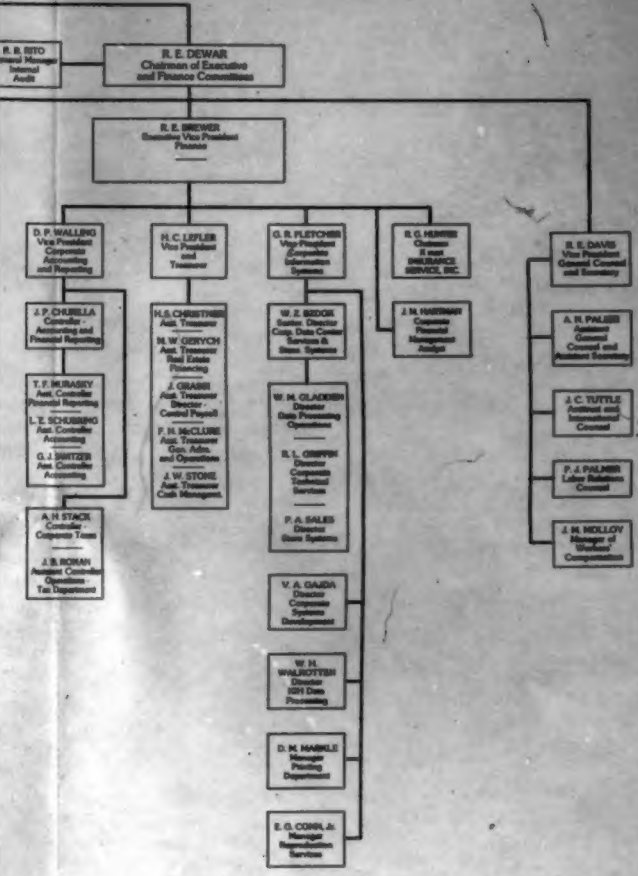 R. B. RITO
General Manager
Internal
Audit
R. E. DEWAR
Chairman of Executive
and Finance Committees
R. E. BREWER
Executive Vice President
Finance
D. P. WALLING
Vice President
Corporate
Accounting
and Reporting
H. C. LEFLER
Vice President
and
Treasurer
G. R. FLETCHER
Vice President
Corporate
Information
Systems
R. G. HUNTER
Chairman
K mart
INSURANCE
SERVICE, INC.
R. E. DAVIS
Vice President
General Counsel
and Secretary
J. P. CHURILLA
Controller -
Accounting and
Financial Reporting
H. S. CHRISTNER
Asst. Treasurer
M. W. GERYCH
Asst. Treasurer
Real Estate
Financing
J. GRABIR
Asst. Treasurer
Director -
Central Payroll
F. N. McCLURE
Asst. Treasurer
Gen. Adm.
and Operations
J. W. STONE
Asst. Treasurer
Cash Managmnt.
W. Z. BEDOX
Senior Director
Corp. Data Center
Services &
Store Systems
J. N. HARTMAN
Corporate
Financial
Management
Analyst
A. N. PALIZZI
Assistant
General
Counsel and
Assistant Secretary
T. F. MURASKY
Asst. Controller
Financial Reporting
L. E. SCHUBRING
Asst. Controller
Accounting
G. J. SWITZER
Asst. Controller
Accounting
W. M. GLADDEN
Director
Data Processing
Operations
R. L. GRIFFIN
Director
Corporate
Technical
Services
P. A. SALES
Director
Store Systems
J. C. TUTTLE
Antitrust and
International
Counsel
P. J. PALMER
Labor Relations
Counsel
A. H. STACK
Controller -
Corporate Taxes
J. B. ROMAN
Assistant Controller
Operations -
Tax Department
J. M. MOLLOY
Manager of
Workers'
Compensation
V. A. GAJDA
Director
Corporate
Systems
Development
W. H.
WALROTTEN
Director
KIH Data
Processing
D. M. MARKLE
Manager
Printing
Department
E. G. CONN, Jr.
Manager
Reproduction
Services